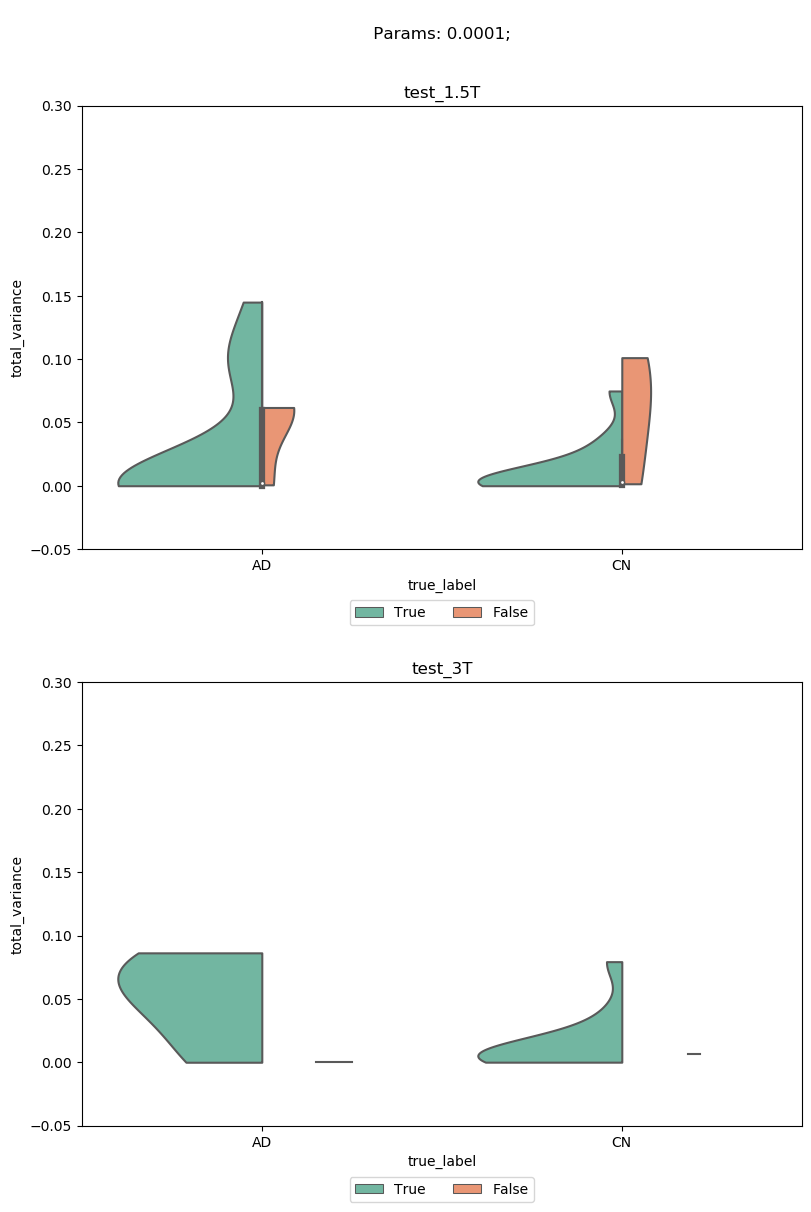 Params: 0.0001;
test_1.5T
0.30
0.25
0.20
0.15
0.10
0.05
0.00
−0.05
total_variance
AD CN
true_label
True False
test_3T
0.30
0.25
0.20
0.15
0.10
0.05
0.00
−0.05
total_variance
AD CN
true_label
True False